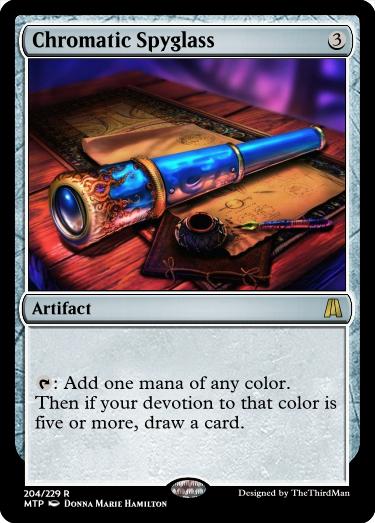 Chromatic Spyglass 3
Artifact
: Add one mana of any color.
Then if your devotion to that color is
five or more, draw a card.
204/229 R
MTP Donna Marie Hamilton
Designed by TheThirdMan